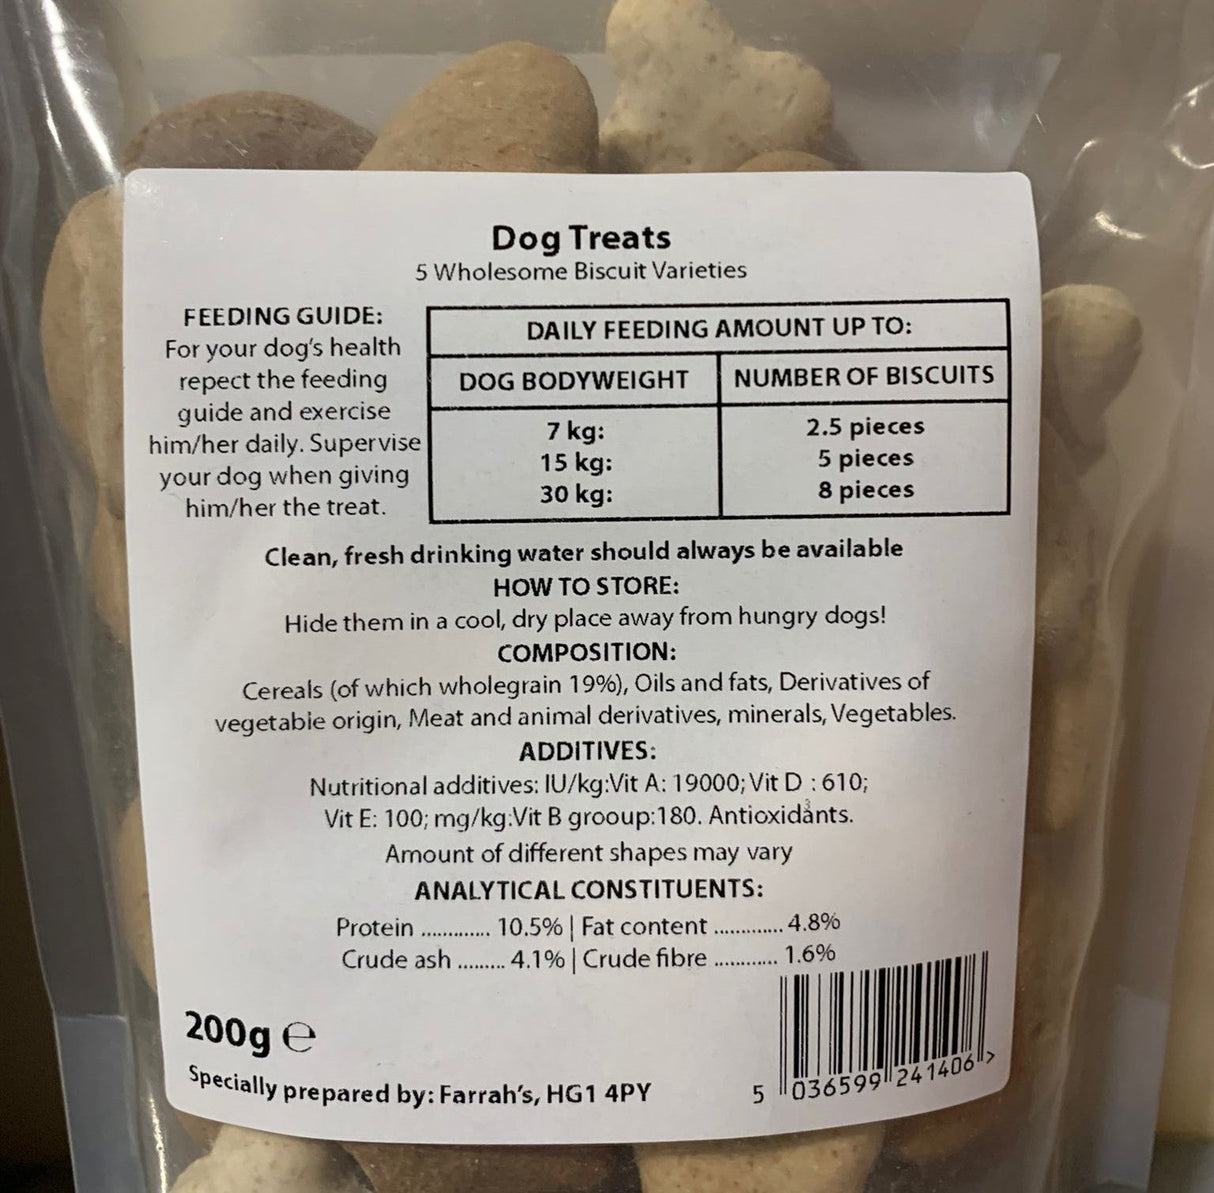 Dog Treats
5 Wholesome Biscuit Varieties
FEEDING GUIDE:
For your dog's health
repect the feeding
guide and exercise
him/her daily. Supervise
your dog when giving
him/her the treat.
DAILY FEEDING AMOUNT UP TO:
DOG BODYWEIGHT NUMBER OF BISCUITS
7 kg: 2.5 pieces
15 kg: 5 pieces
30 kg: 8 pieces
Clean, fresh drinking water should always be available
HOW TO STORE:
Hide them in a cool, dry place away from hungry dogs!
COMPOSITION:
Cereals (of which wholegrain 19%), Oils and fats, Derivatives of
vegetable origin, Meat and animal derivatives, minerals, Vegetables.
ADDITIVES:
Nutritional additives: IU/kg:Vit A: 19000; Vit D₃: 610;
Vit E: 100; mg/kg:Vit B grooup:180. Antioxidants.
Amount of different shapes may vary
ANALYTICAL CONSTITUENTS:
Protein ............. 10.5% | Fat content ............. 4.8%
Crude ash ......... 4.1% | Crude fibre ............ 1.6%
200g ℮
Specially prepared by: Farrah's, HG1 4PY
5 036599 241406 >